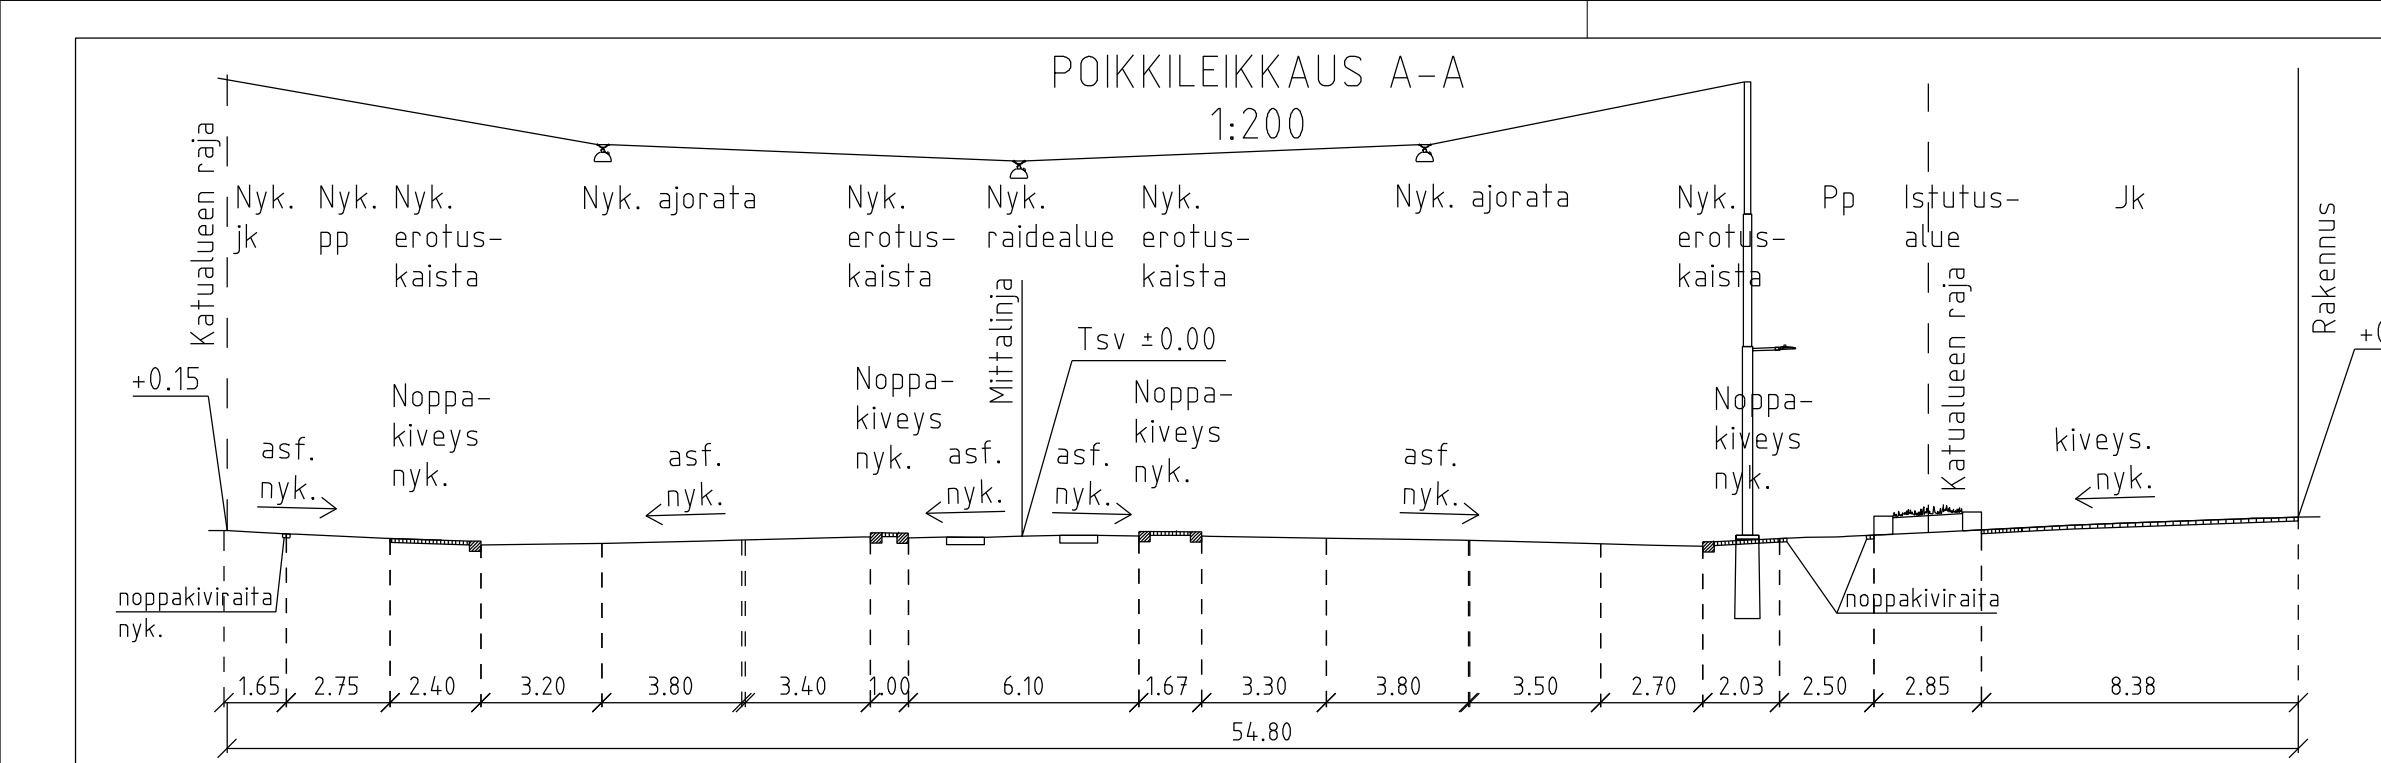 POIKKILEIKKAUS A-A
1:200
Katualueen raja
Nyk.
jk
Nyk.
pp
Nyk.
erotus-
kaista
Nyk. ajorata
Nyk.
erotus-
kaista
Nyk.
raidealue
Nyk.
erotus-
kaista
Nyk. ajorata
Nyk.
erotus-
kaista
Pp
Istutus-
alue
Jk
Rakennus
Mittalinja
Tsv ±0.00
Katualueen raja
+0.15
asf.
nyk.
Noppa-
kiveys
nyk.
asf.
nyk.
Noppa-
kiveys
nyk.
asf.
nyk.
asf.
nyk.
Noppa-
kiveys
nyk.
asf.
nyk.
Noppa-
kiveys
nyk.
kiveys.
nyk.
noppakiviraita
nyk.
noppakiviraita
1.65 2.75 2.40 3.20 3.80 3.40 1.00 6.10 1.67 3.30 3.80 3.50 2.70 2.03 2.50 2.85 8.38
54.80